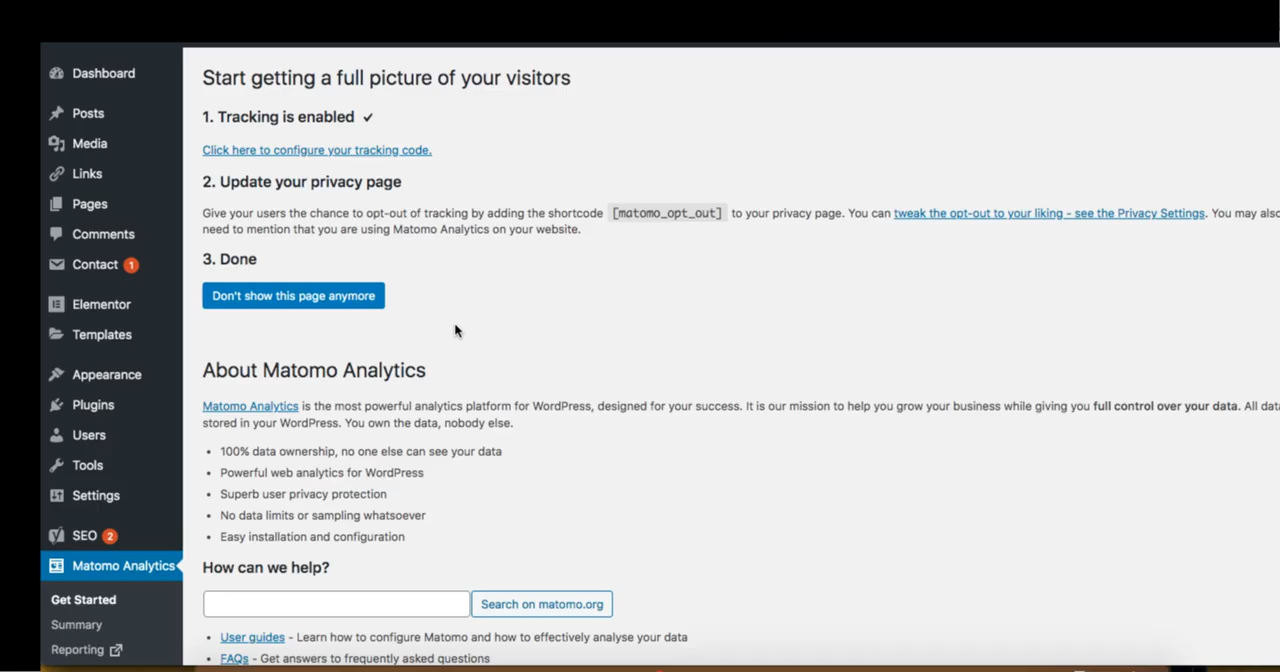 Dashboard
Posts
Media
Links
Pages
Comments
Contact 1
Elementor
Templates
Appearance
Plugins
Users
Tools
Settings
SEO 2
Matomo Analytics
Get Started
Summary
Reporting
Start getting a full picture of your visitors
1. Tracking is enabled ✓
Click here to configure your tracking code.
2. Update your privacy page
Give your users the chance to opt-out of tracking by adding the shortcode [matomo_opt_out] to your privacy page. You can tweak the opt-out to your liking - see the Privacy Settings. You may also
need to mention that you are using Matomo Analytics on your website.
3. Done
Don't show this page anymore
About Matomo Analytics
Matomo Analytics is the most powerful analytics platform for WordPress, designed for your success. It is our mission to help you grow your business while giving you full control over your data. All data
stored in your WordPress. You own the data, nobody else.
• 100% data ownership, no one else can see your data
• Powerful web analytics for WordPress
• Superb user privacy protection
• No data limits or sampling whatsoever
• Easy installation and configuration
How can we help?
Search on matomo.org
• User guides - Learn how to configure Matomo and how to effectively analyse your data
• FAQs - Get answers to frequently asked questions